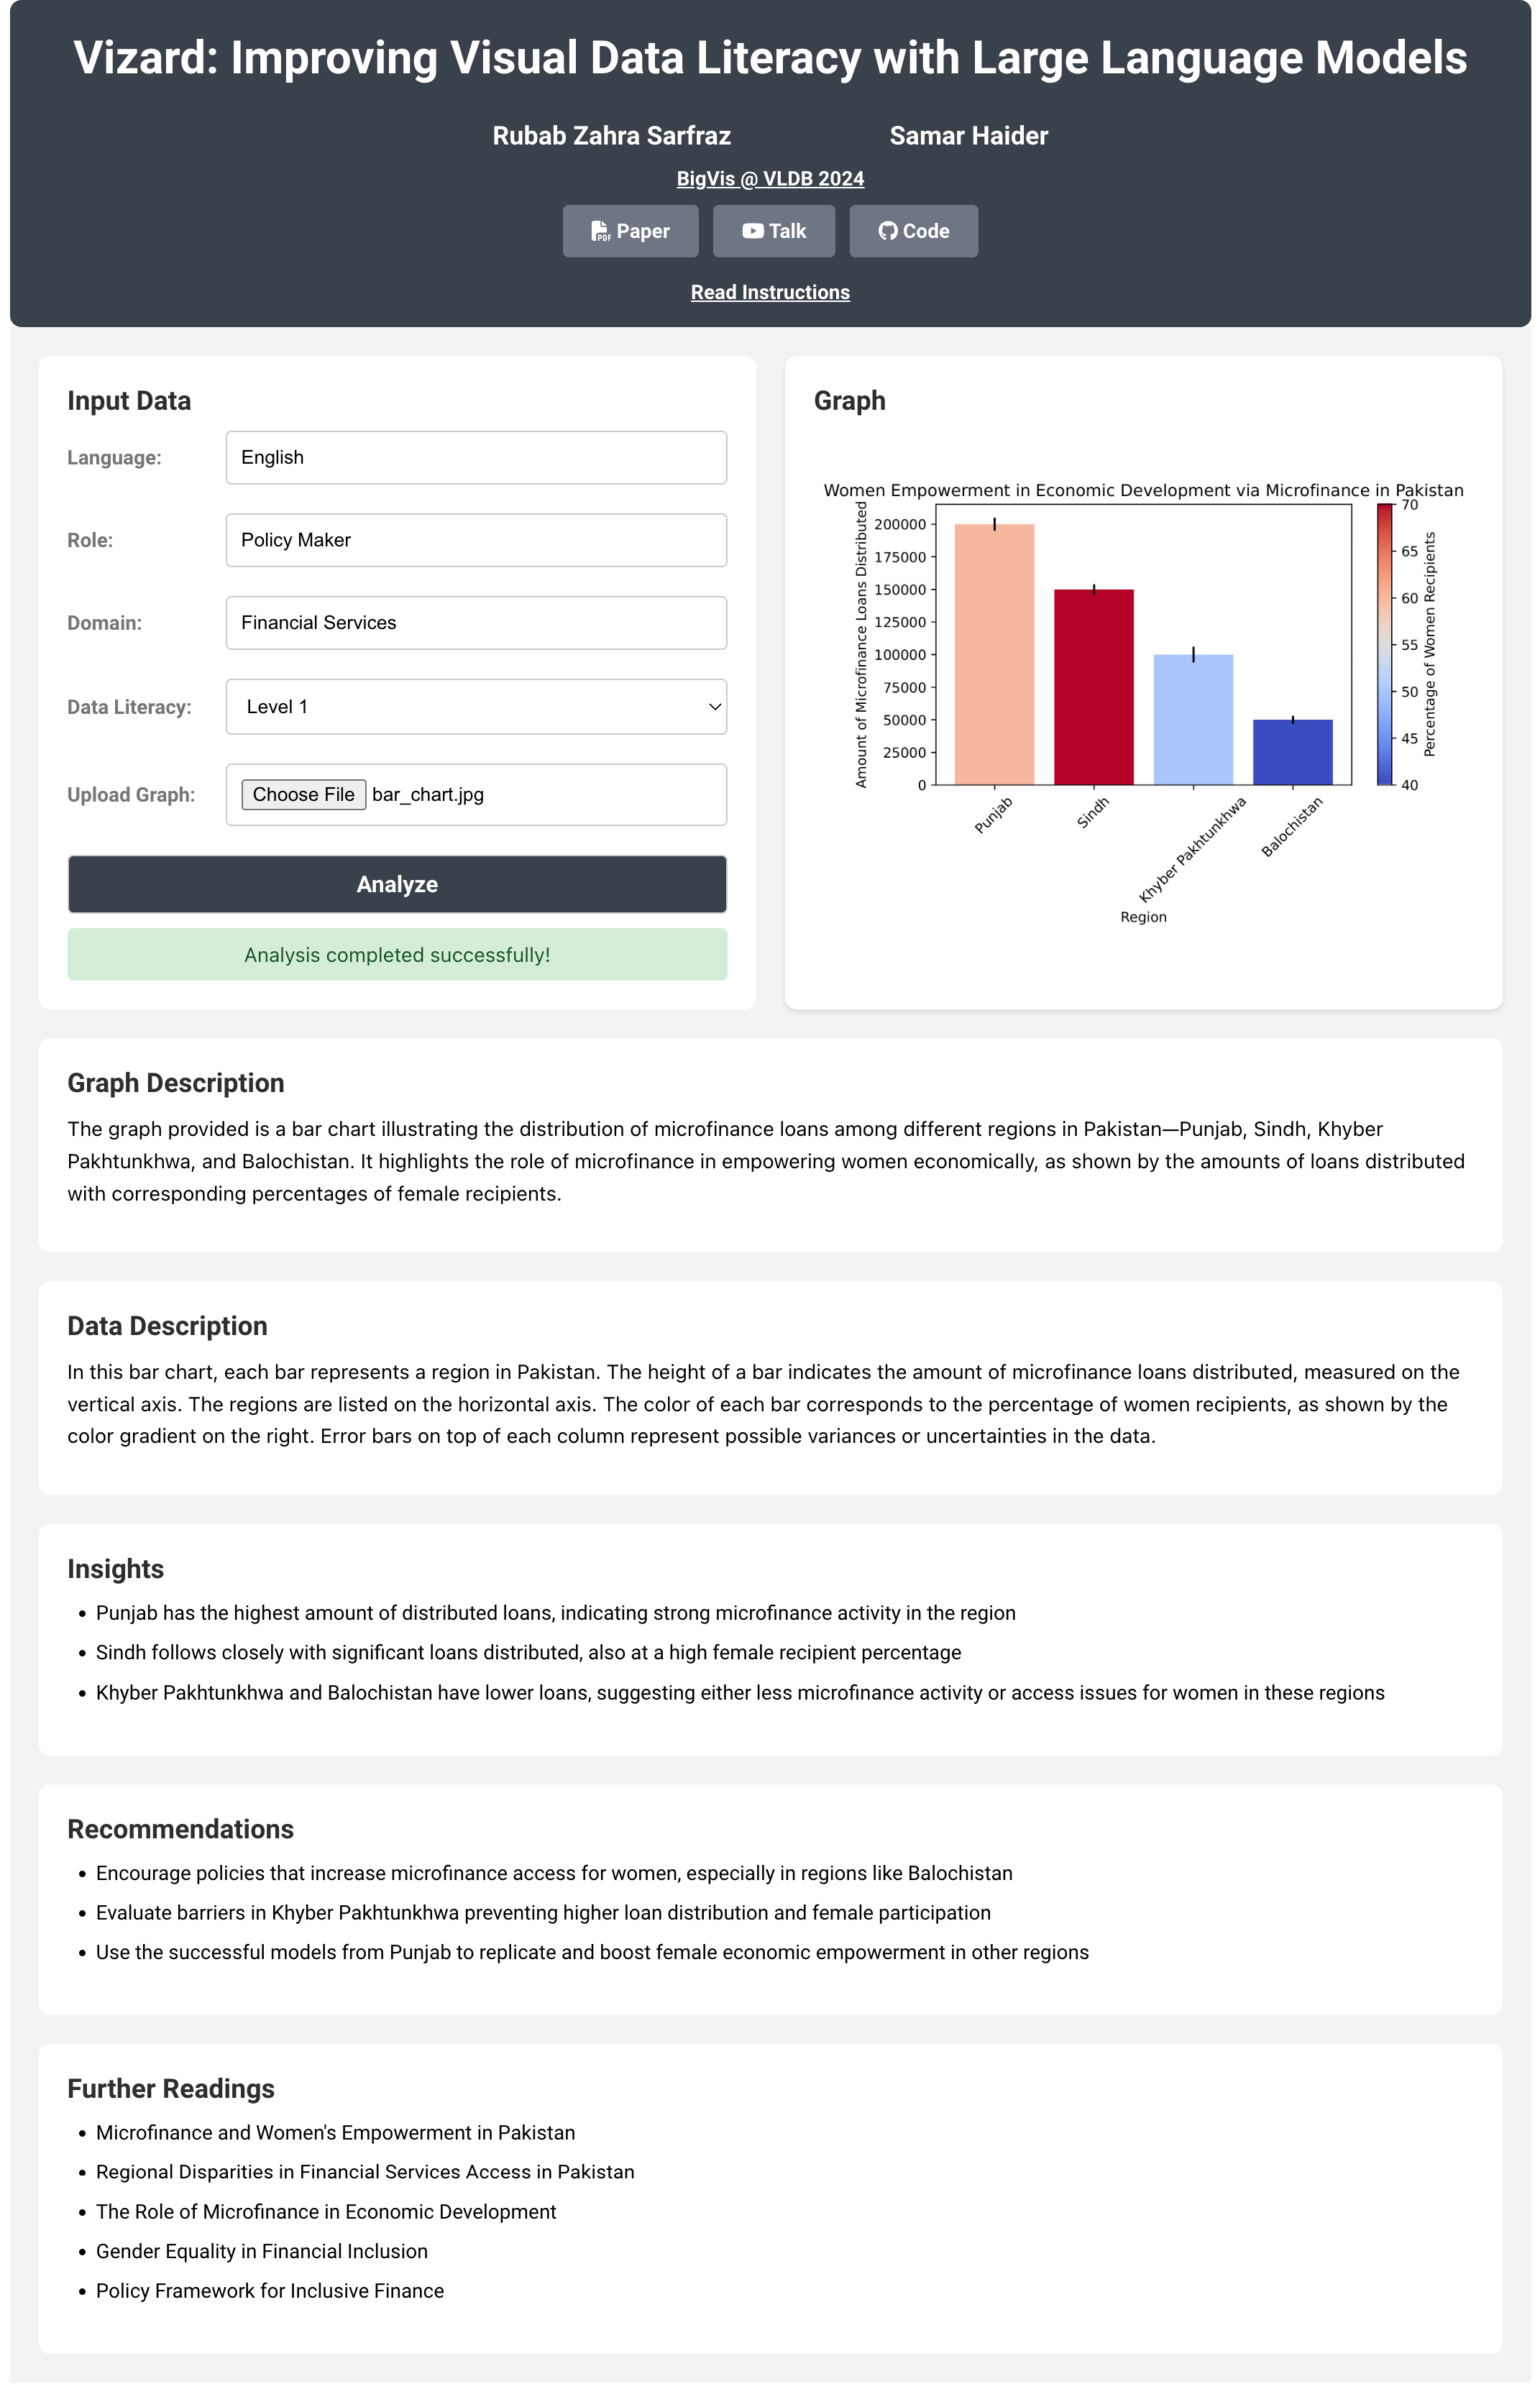 Vizard: Improving Visual Data Literacy with Large Language Models
Rubab Zahra Sarfraz
Samar Haider
BigVis @ VLDB 2024
Paper
Talk
Code
Read Instructions
Input Data
Language:
English
Role:
Policy Maker
Domain:
Financial Services
Data Literacy:
Level 1
Upload Graph:
Choose File bar_chart.jpg
Analyze
Analysis completed successfully!
Graph
Women Empowerment in Economic Development via Microfinance in Pakistan
Amount of Microfinance Loans Distributed
200000
175000
150000
125000
100000
75000
50000
25000
0
Punjab
Sindh
Khyber Pakhtunkhwa
Balochistan
Region
70
65
60
55
50
45
40
Percentage of Women Recipients
Graph Description
The graph provided is a bar chart illustrating the distribution of microfinance loans among different regions in Pakistan—Punjab, Sindh, Khyber
Pakhtunkhwa, and Balochistan. It highlights the role of microfinance in empowering women economically, as shown by the amounts of loans distributed
with corresponding percentages of female recipients.
Data Description
In this bar chart, each bar represents a region in Pakistan. The height of a bar indicates the amount of microfinance loans distributed, measured on the
vertical axis. The regions are listed on the horizontal axis. The color of each bar corresponds to the percentage of women recipients, as shown by the
color gradient on the right. Error bars on top of each column represent possible variances or uncertainties in the data.
Insights
• Punjab has the highest amount of distributed loans, indicating strong microfinance activity in the region
• Sindh follows closely with significant loans distributed, also at a high female recipient percentage
• Khyber Pakhtunkhwa and Balochistan have lower loans, suggesting either less microfinance activity or access issues for women in these regions
Recommendations
• Encourage policies that increase microfinance access for women, especially in regions like Balochistan
• Evaluate barriers in Khyber Pakhtunkhwa preventing higher loan distribution and female participation
• Use the successful models from Punjab to replicate and boost female economic empowerment in other regions
Further Readings
• Microfinance and Women's Empowerment in Pakistan
• Regional Disparities in Financial Services Access in Pakistan
• The Role of Microfinance in Economic Development
• Gender Equality in Financial Inclusion
• Policy Framework for Inclusive Finance